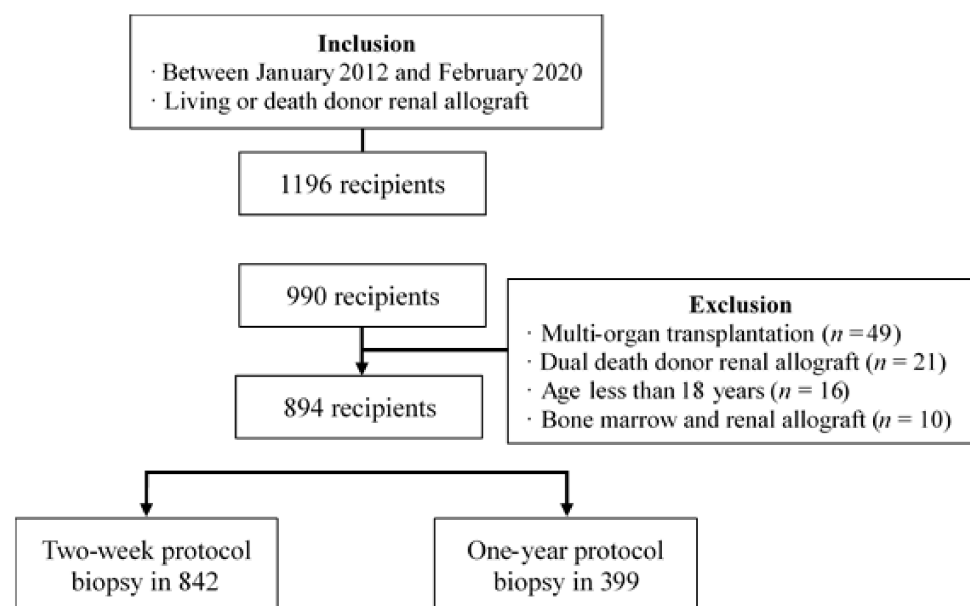 Inclusion
· Between January 2012 and February 2020
· Living or death donor renal allograft
1196 recipients
990 recipients
Exclusion
· Multi-organ transplantation (n = 49)
· Dual death donor renal allograft (n = 21)
· Age less than 18 years (n = 16)
· Bone marrow and renal allograft (n = 10)
894 recipients
Two-week protocol
biopsy in 842
One-year protocol
biopsy in 399